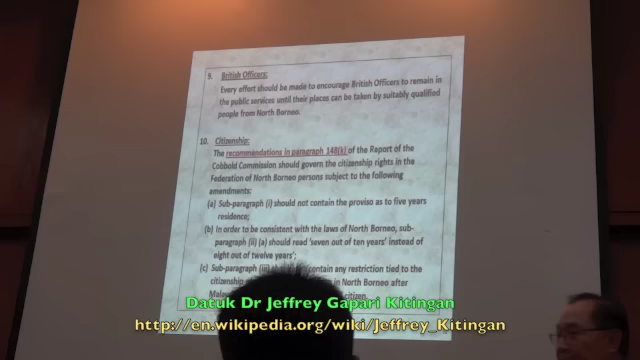 9. British Officers:
Every effort should be made to encourage British Officers to remain in
the public services until their places can be taken by suitably qualified
people from North Borneo.
10. Citizenship:
The recommendations in paragraph 148(k) of the Report of the
Cobbold Commission should govern the citizenship rights in the
Federation of North Borneo persons subject to the following
amendments:
(a) Sub-paragraph (i) should not contain the proviso as to five years
residence;
(b) In order to be consistent with the laws of North Borneo, sub-
paragraph (ii) (a) should read 'seven out of ten years' instead of
eight out of twelve years';
(c) Sub-paragraph (iii) contain any restriction tied to the
citizenship in North Borneo after
citizen.
Datuk Dr Jeffrey Gapari Kitingan
http://en.wikipedia.org/wiki/Jeffrey_Kitingan